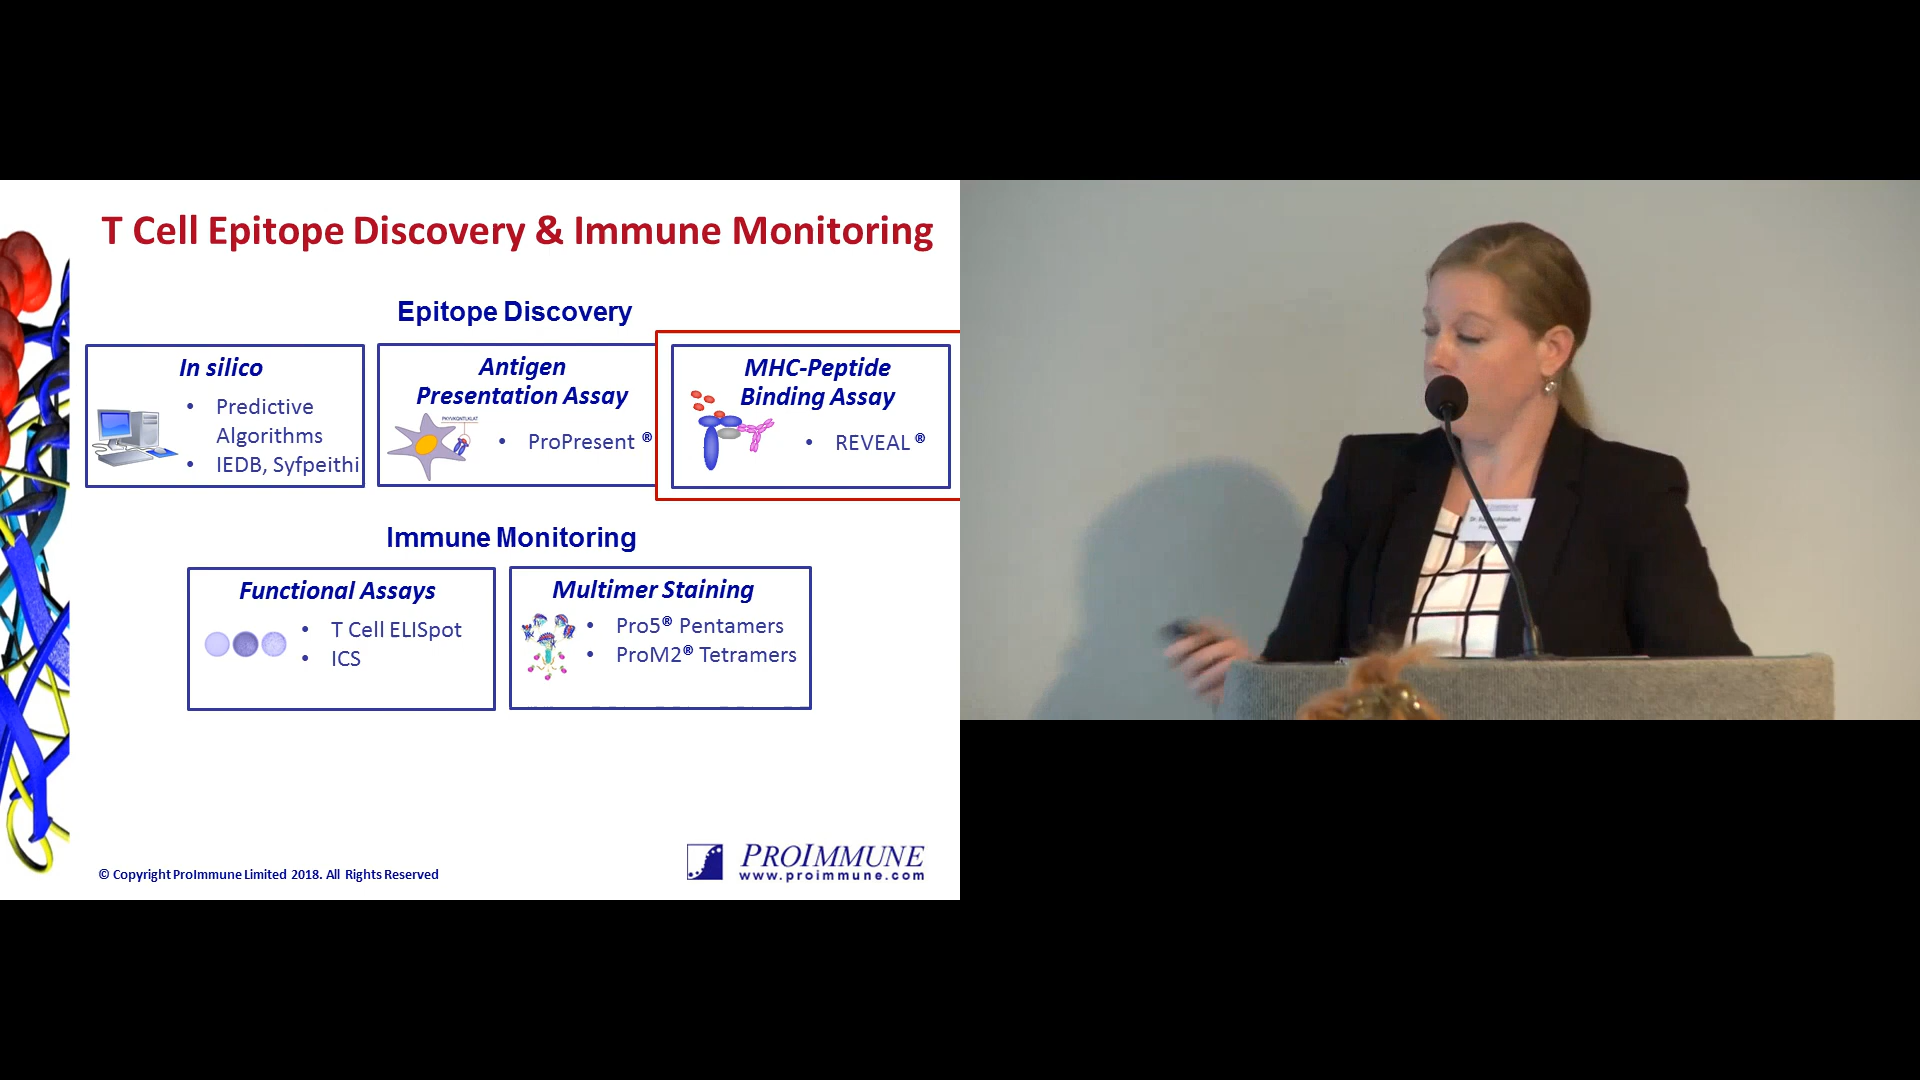 T Cell Epitope Discovery & Immune Monitoring
Epitope Discovery
In silico
• Predictive
Algorithms
• IEDB, Syfpeithi
Antigen
Presentation Assay
PKYVKQNTLKLAT
• ProPresent ®
MHC-Peptide
Binding Assay
• REVEAL ®
Immune Monitoring
Functional Assays
• T Cell ELISpot
• ICS
Multimer Staining
• Pro5® Pentamers
• ProM2® Tetramers
© Copyright ProImmune Limited 2018. All Rights Reserved
PROIMMUNE
www.proimmune.com
Dr.